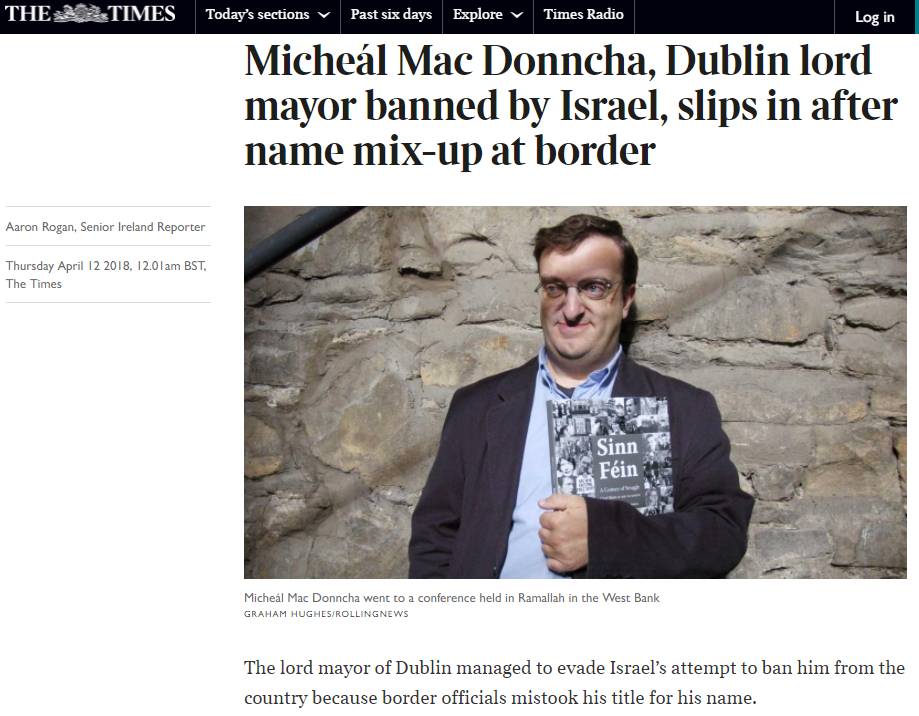 THE TIMES
Today's sections
Past six days
Explore
Times Radio
Log in
Micheál Mac Donncha, Dublin lord
mayor banned by Israel, slips in after
name mix-up at border
Aaron Rogan, Senior Ireland Reporter
Thursday April 12 2018, 12.01am BST,
The Times
Sinn
Féin
A Century of Struggle
Micheál Mac Donncha went to a conference held in Ramallah in the West Bank
GRAHAM HUGHES/ROLLINGNEWS
The lord mayor of Dublin managed to evade Israel's attempt to ban him from the
country because border officials mistook his title for his name.